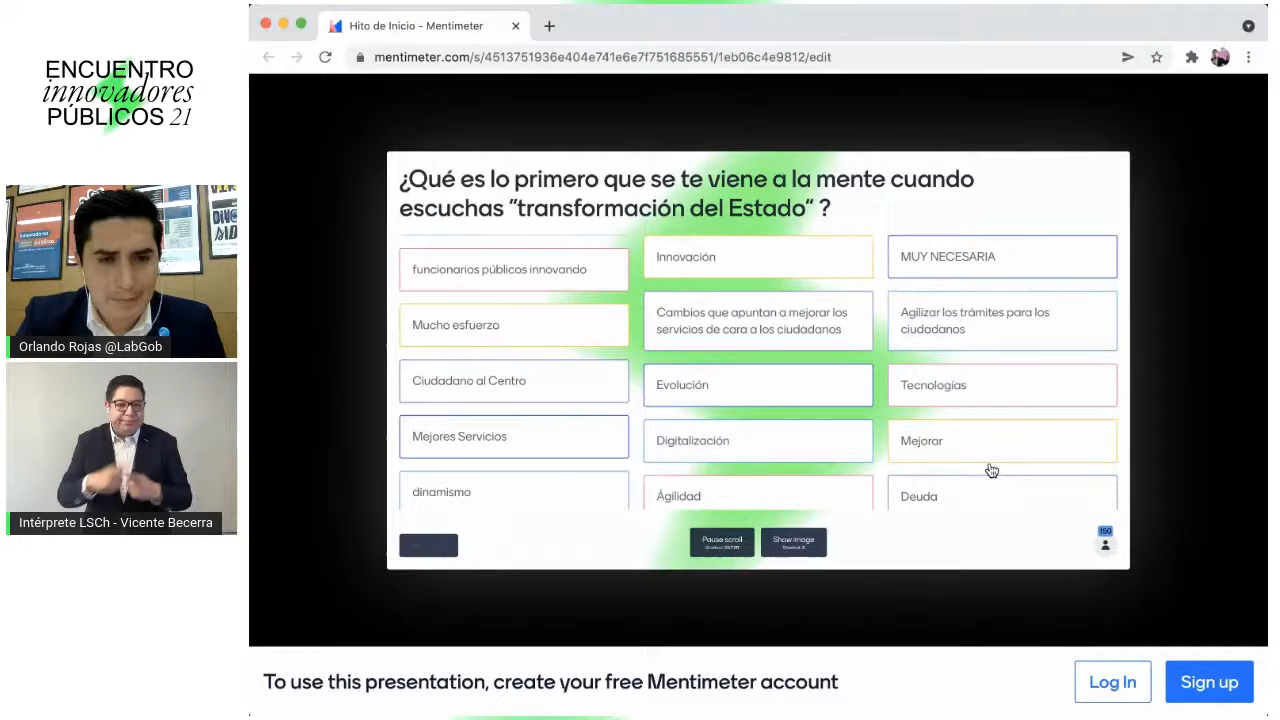 ENCUENTRO
innovadores
PÚBLICOS 21
Hito de Inicio - Mentimeter
mentimeter.com/s/4513751936e404e741e6e7f751685551/1eb06c4e9812/edit
Orlando Rojas @LabGob
Intérprete LSCh - Vicente Becerra
¿Qué es lo primero que se te viene a la mente cuando
escuchas “transformación del Estado“ ?
funcionarios públicos innovando
Mucho esfuerzo
Ciudadano al Centro
Mejores Servicios
dinamismo
Innovación
Cambios que apuntan a mejorar los
servicios de cara a los ciudadanos
Evolución
Digitalización
Ágilidad
MUY NECESARIA
Agilizar los trámites para los
ciudadanos
Tecnologías
Mejorar
Deuda
Pause scroll
Show image
150
To use this presentation, create your free Mentimeter account
Log In
Sign up